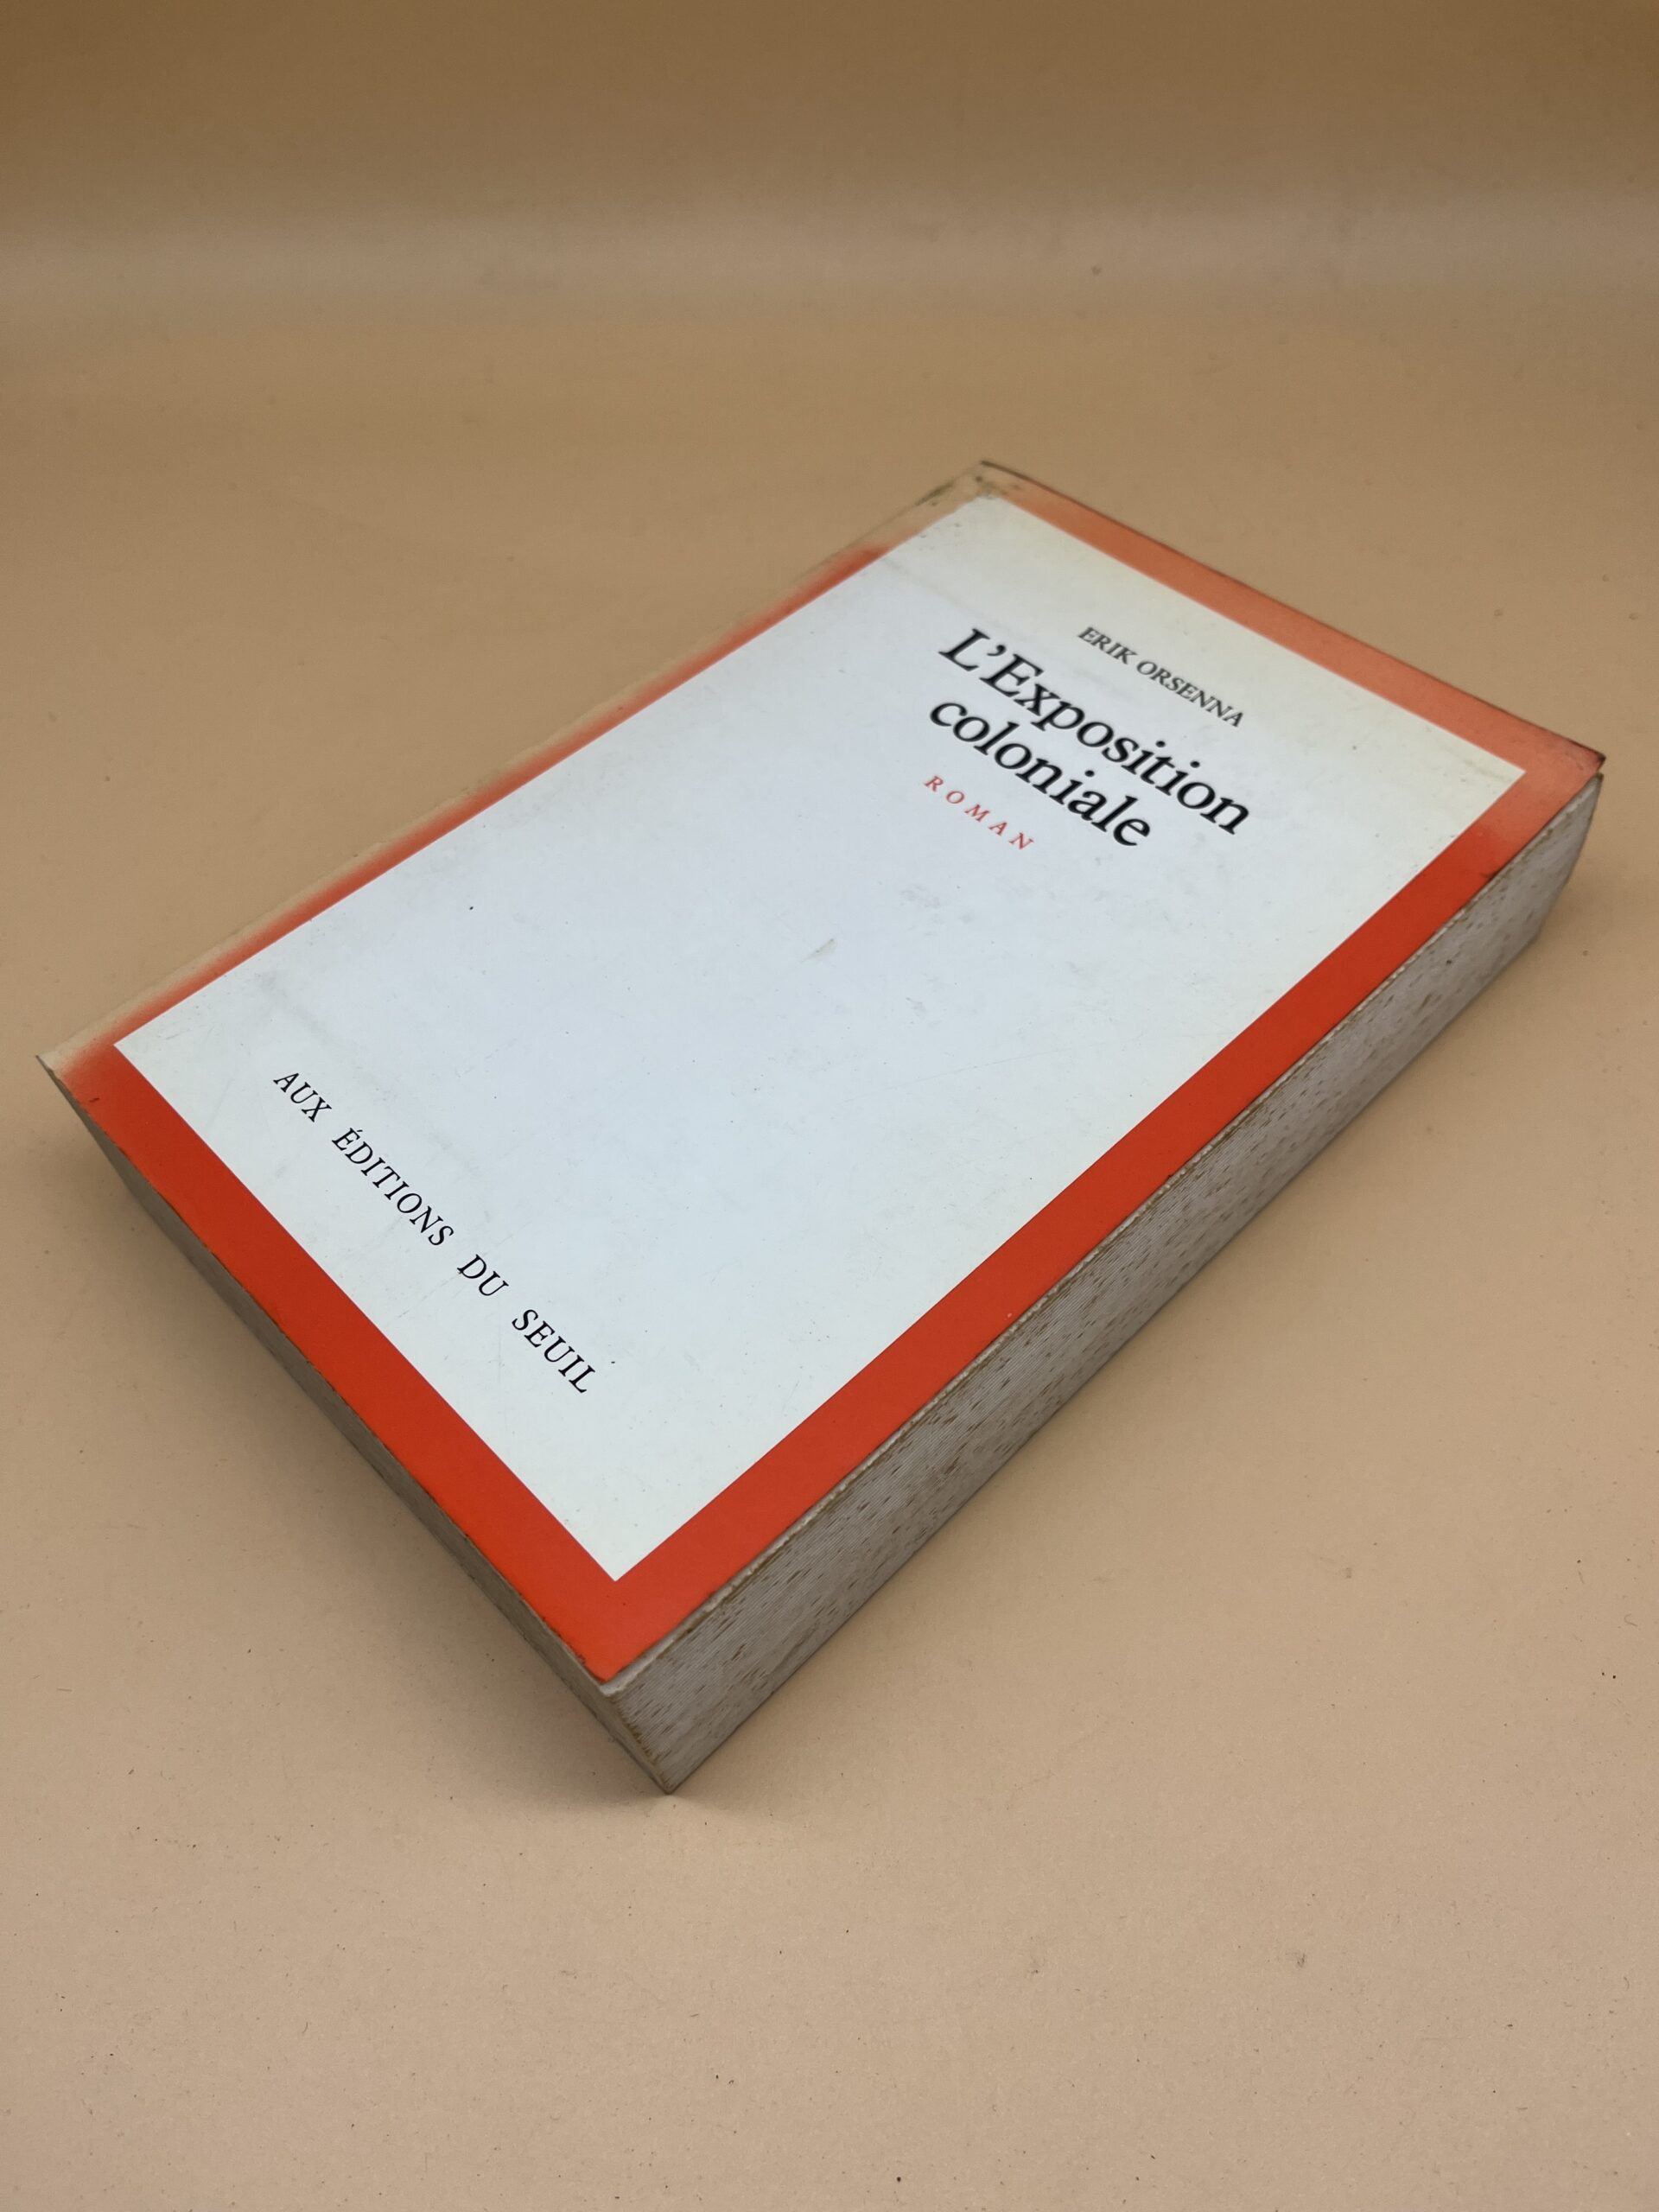 ERIK ORSENNA
L'Exposition
coloniale
ROMAN
AUX ÉDITIONS DU SEUIL